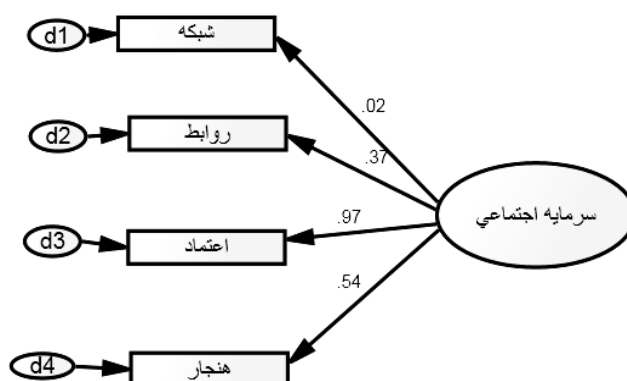 d1
شبکه
.02
d2
روابط
.37
سرمایه اجتماعي
d3
اعتماد
.97
.54
d4
هنجار